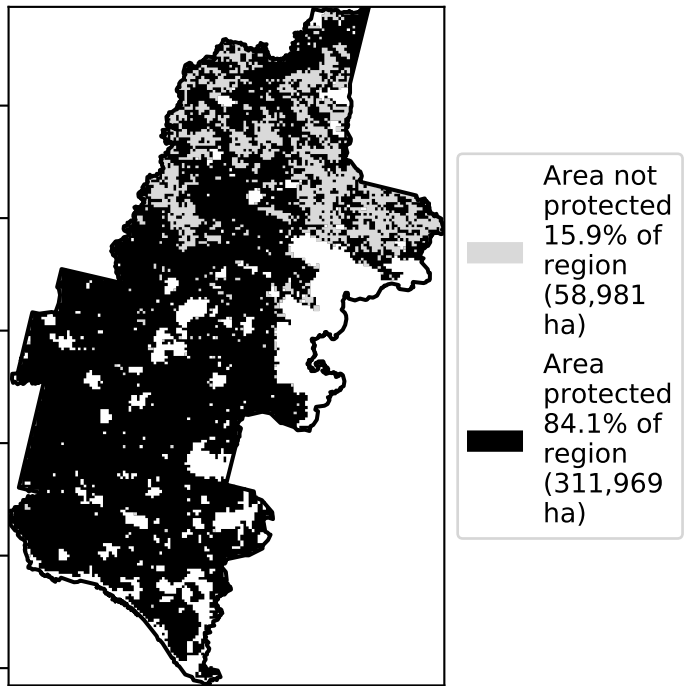 Area not
protected
15.9% of
region
(58,981
ha)
Area
protected
84.1% of
region
(311,969
ha)